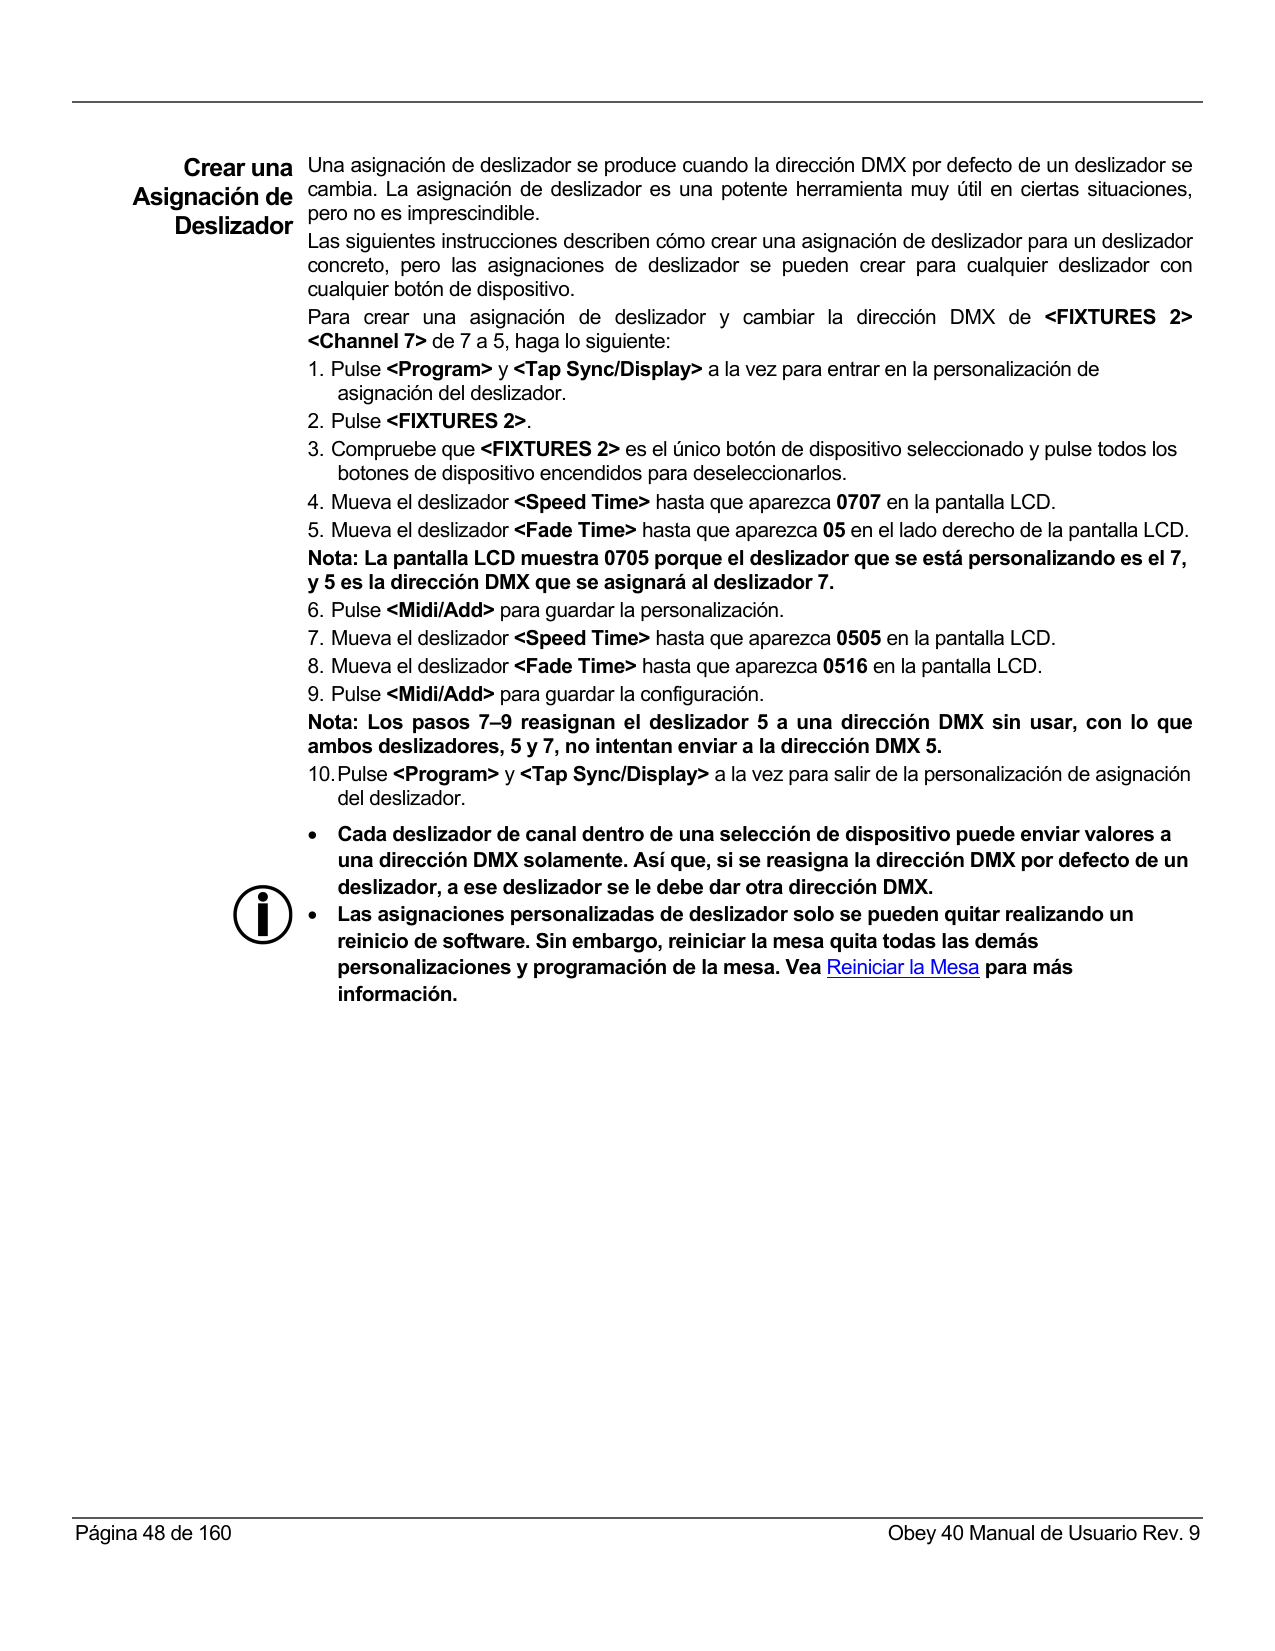 Crear una
Asignación de
Deslizador
Una asignación de deslizador se produce cuando la dirección DMX por defecto de un deslizador se
cambia. La asignación de deslizador es una potente herramienta muy útil en ciertas situaciones,
pero no es imprescindible.
Las siguientes instrucciones describen cómo crear una asignación de deslizador para un deslizador
concreto, pero las asignaciones de deslizador se pueden crear para cualquier deslizador con
cualquier botón de dispositivo.
Para crear una asignación de deslizador y cambiar la dirección DMX de <FIXTURES 2>
<Channel 7> de 7 a 5, haga lo siguiente:
1. Pulse <Program> y <Tap Sync/Display> a la vez para entrar en la personalización de
asignación del deslizador.
2. Pulse <FIXTURES 2>.
3. Compruebe que <FIXTURES 2> es el único botón de dispositivo seleccionado y pulse todos los
botones de dispositivo encendidos para deseleccionarlos.
4. Mueva el deslizador <Speed Time> hasta que aparezca 0707 en la pantalla LCD.
5. Mueva el deslizador <Fade Time> hasta que aparezca 05 en el lado derecho de la pantalla LCD.
Nota: La pantalla LCD muestra 0705 porque el deslizador que se está personalizando es el 7,
y 5 es la dirección DMX que se asignará al deslizador 7.
6. Pulse <Midi/Add> para guardar la personalización.
7. Mueva el deslizador <Speed Time> hasta que aparezca 0505 en la pantalla LCD.
8. Mueva el deslizador <Fade Time> hasta que aparezca 0516 en la pantalla LCD.
9. Pulse <Midi/Add> para guardar la configuración.
Nota: Los pasos 7–9 reasignan el deslizador 5 a una dirección DMX sin usar, con lo que
ambos deslizadores, 5 y 7, no intentan enviar a la dirección DMX 5.
10. Pulse <Program> y <Tap Sync/Display> a la vez para salir de la personalización de asignación
del deslizador.
• Cada deslizador de canal dentro de una selección de dispositivo puede enviar valores a
una dirección DMX solamente. Así que, si se reasigna la dirección DMX por defecto de un
deslizador, a ese deslizador se le debe dar otra dirección DMX.
• Las asignaciones personalizadas de deslizador solo se pueden quitar realizando un
reinicio de software. Sin embargo, reiniciar la mesa quita todas las demás
personalizaciones y programación de la mesa. Vea Reiniciar la Mesa para más
información.
Página 48 de 160
Obey 40 Manual de Usuario Rev. 9